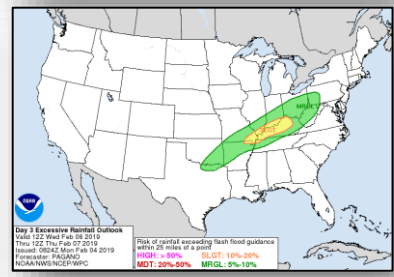 MRGL
SLGT
NOAA
Day 3 Excessive Rainfall Outlook
Valid 12Z Wed Feb 06 2019
Thru 12Z Thu Feb 07 2019
Issued: 0824Z Mon Feb 04 2019
Forecaster: PAGANO
NOAA/NWS/NCEP/WPC
Risk of rainfall exceeding flash flood guidance
within 25 miles of a point
HIGH: > 50% SLGT: 10%-20%
MDT: 20%-50% MRGL: 5%-10%